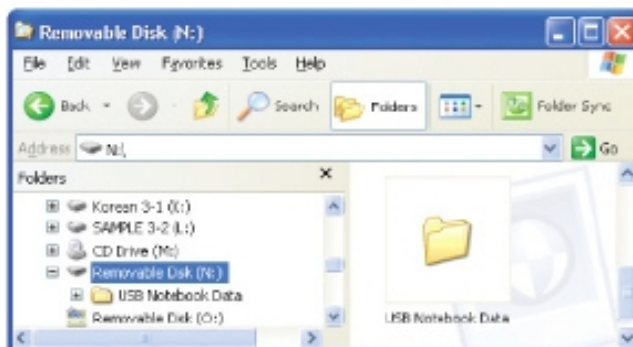 Removable Disk (N:)
File Edit View Favorites Tools Help
Back Search Folders Folder Sync
Address N:\ Go
Folders
Korean 3-1 (K:)
SAMPLE 3-2 (L:)
CD Drive (M:)
Removable Disk (N:)
USB Notebook Data
Removable Disk (O:)
USB Notebook Data